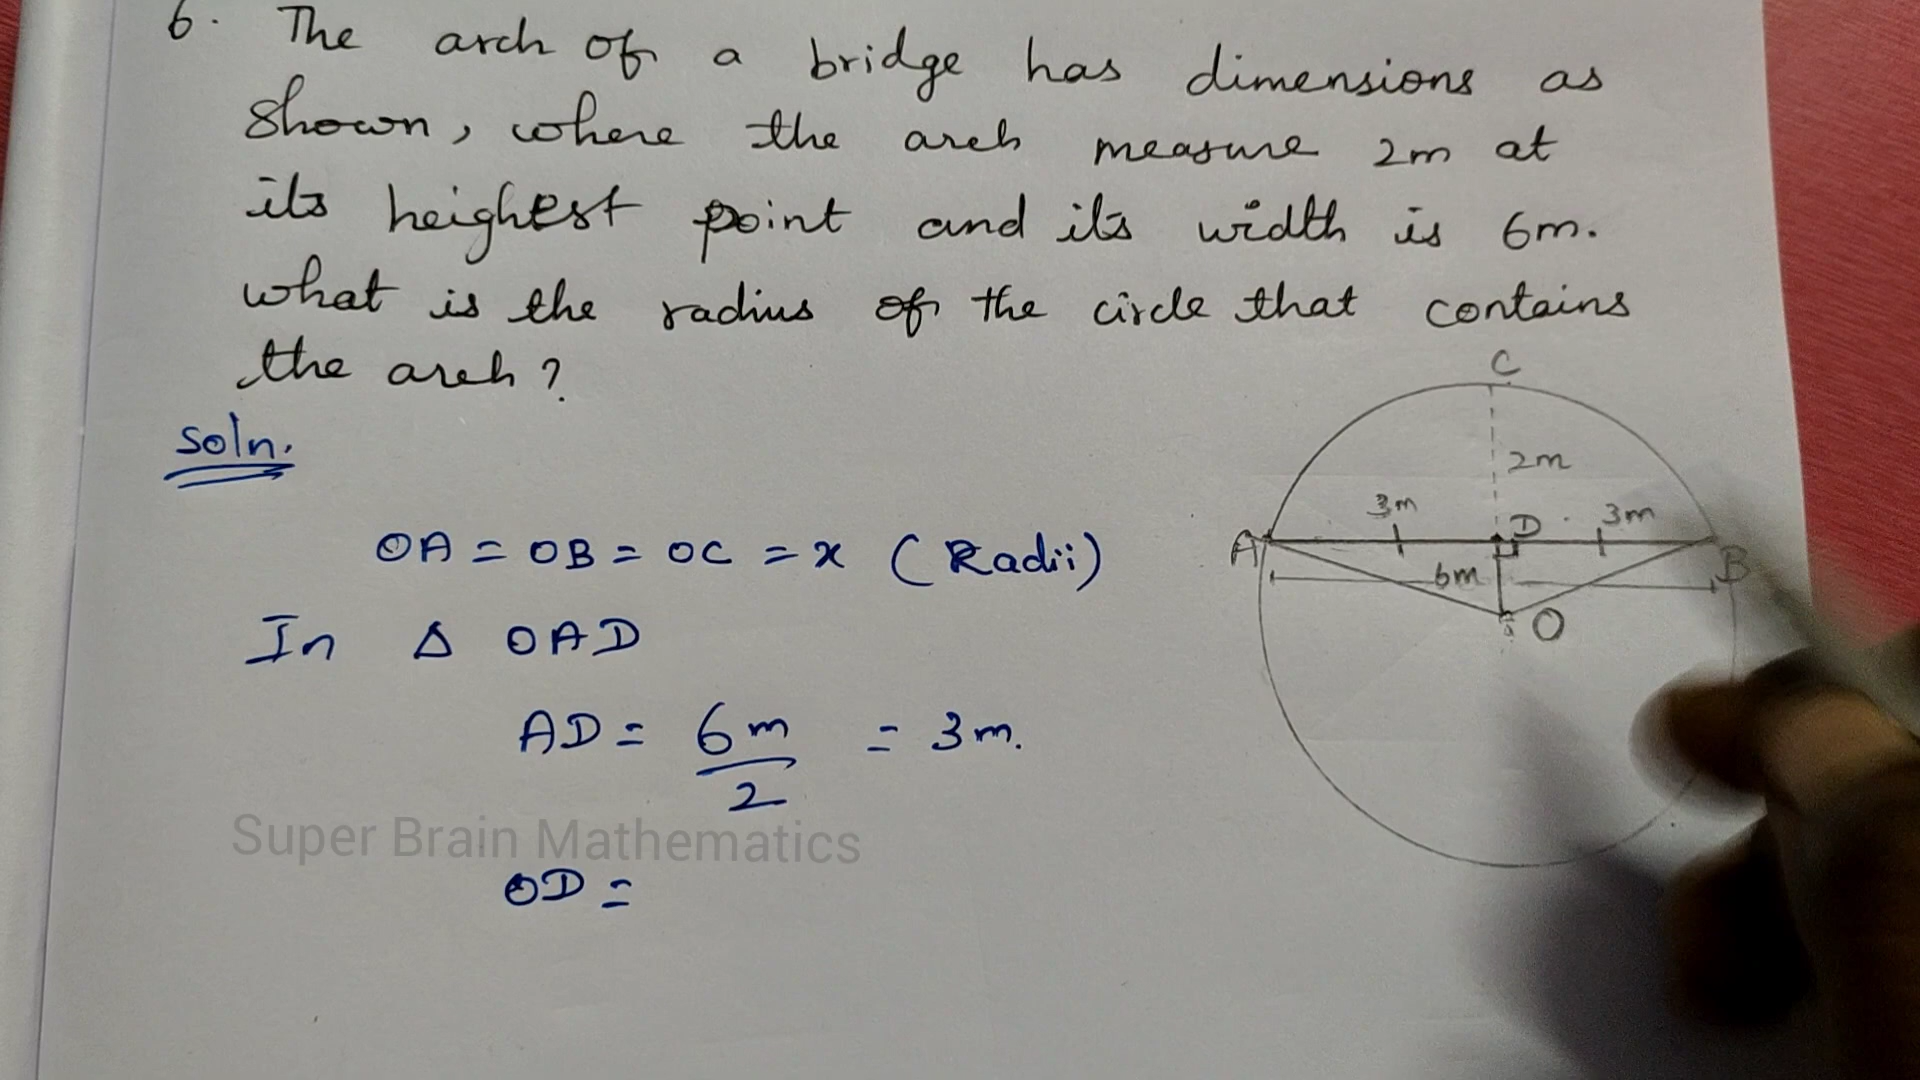 6. The arch of a bridge has dimensions as
shown, where the arch measure 2m at
its heighest point and its width is 6m.
what is the radius of the circle that contains
the arch?
Soln.
OA = OB = OC = x (Radii)
In Δ OAD
AD = 6m/2 = 3m.
Super Brain Mathematics
OD =
C
2m
3m
D
3m
A
6m
B
O